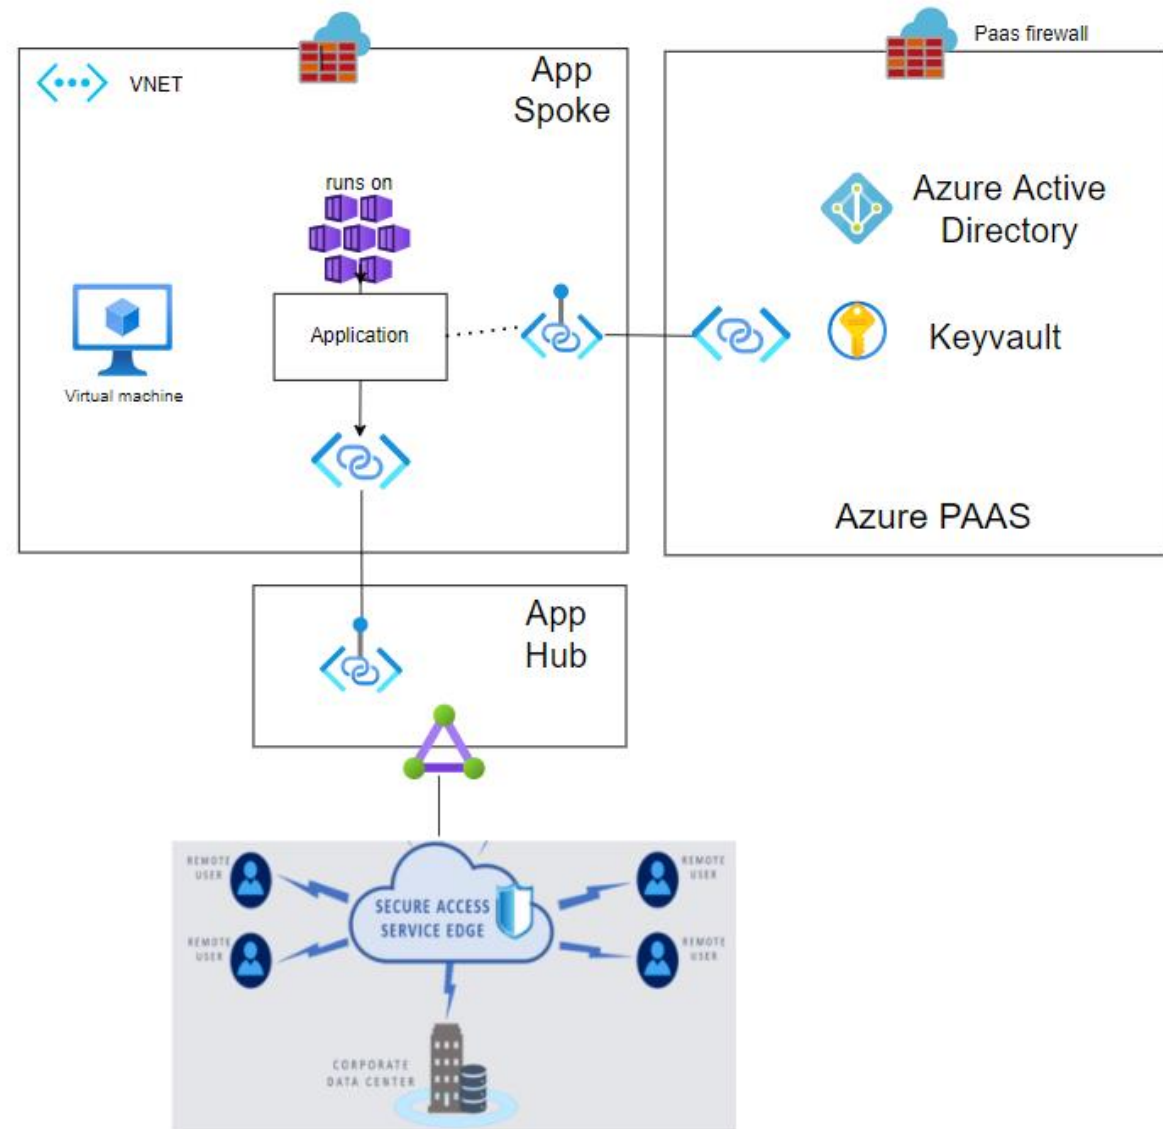 Paas firewall
VNET
App
Spoke
runs on
Azure Active
Directory
Application
Keyvault
Virtual machine
Azure PAAS
App
Hub
REMOTE
USER
REMOTE
USER
SECURE ACCESS
SERVICE EDGE
REMOTE
USER
REMOTE
USER
CORPORATE
DATA CENTER